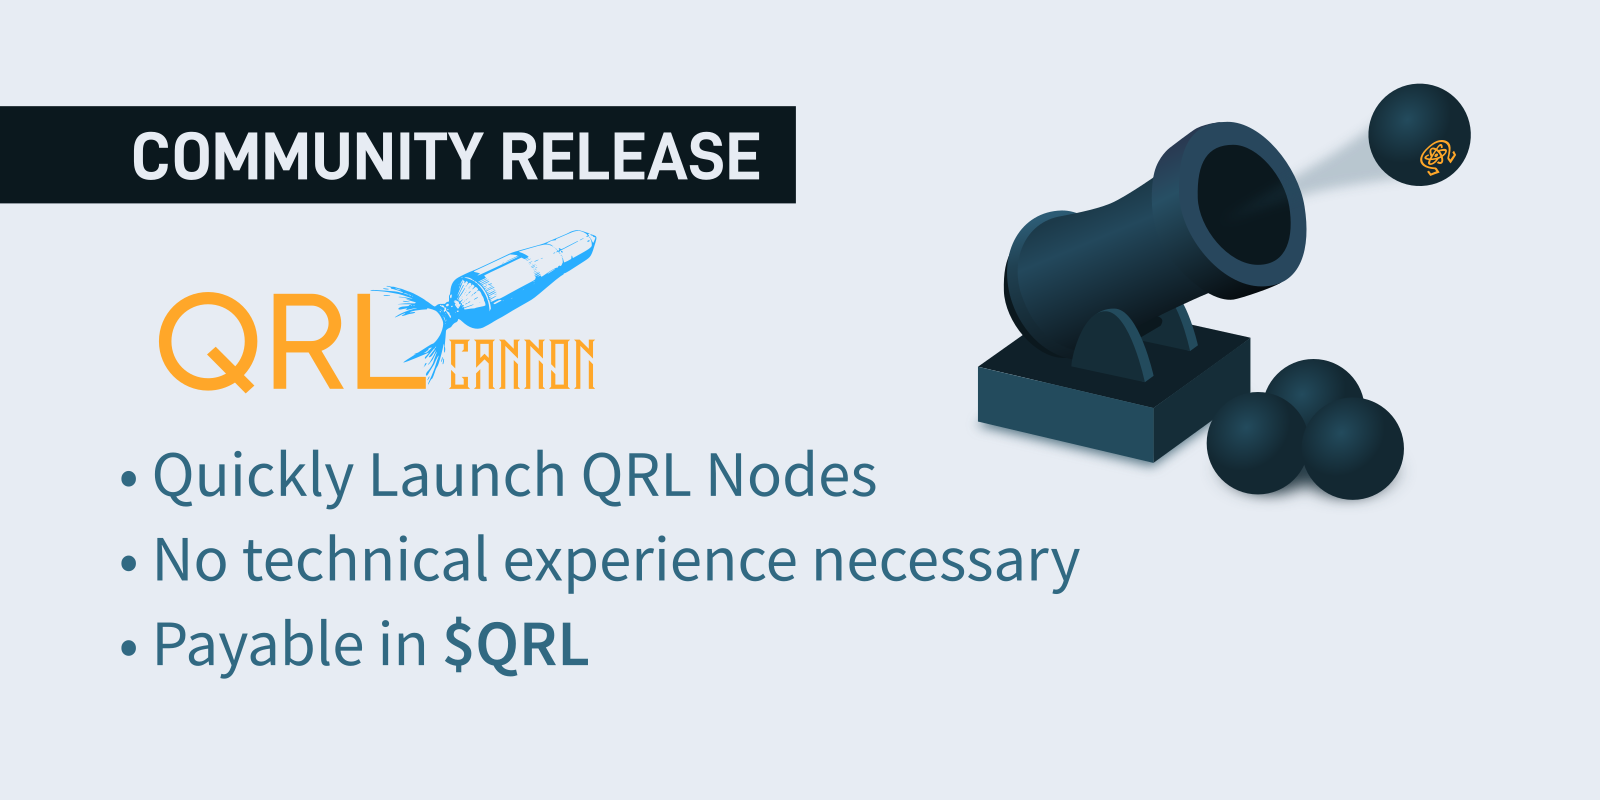 COMMUNITY RELEASE
QRL CANNON
• Quickly Launch QRL Nodes
• No technical experience necessary
• Payable in $QRL